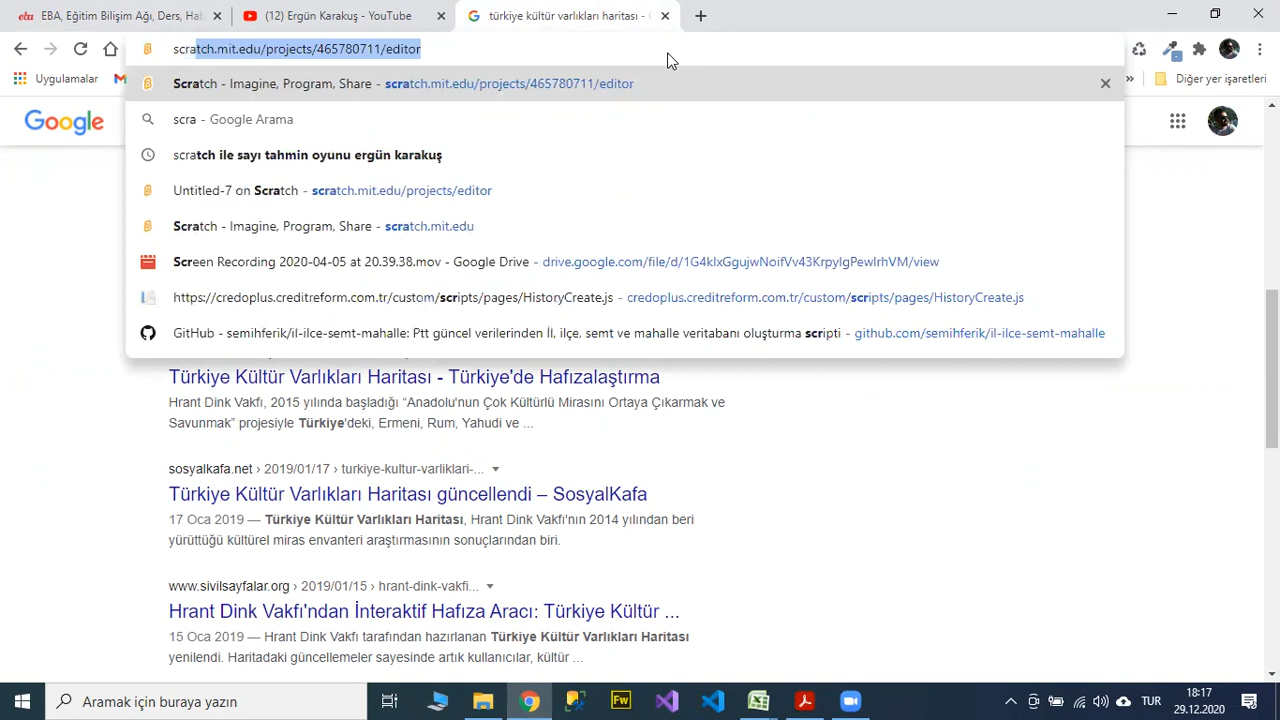 EBA, Eğitim Bilişim Ağı, Ders, Ha
(12) Ergün Karakuş - YouTube
türkiye kültür varlıkları haritası -
scratch.mit.edu/projects/465780711/editor
Uygulamalar
Diğer yer işaretleri
Google
Scratch - Imagine, Program, Share - scratch.mit.edu/projects/465780711/editor
scra - Google Arama
scratch ile sayı tahmin oyunu ergün karakuş
Untitled-7 on Scratch - scratch.mit.edu/projects/editor
Scratch - Imagine, Program, Share - scratch.mit.edu
Screen Recording 2020-04-05 at 20.39.38.mov - Google Drive - drive.google.com/file/d/1G4klxGgujwNoifVv43KrpylgPewlrhVM/view
https://credoplus.creditreform.com.tr/custom/scripts/pages/HistoryCreate.js - credoplus.creditreform.com.tr/custom/scripts/pages/HistoryCreate.js
GitHub - semihferik/il-ilce-semt-mahalle: Ptt güncel verilerinden İl, ilçe, semt ve mahalle veritabanı oluşturma scripti - github.com/semihferik/il-ilce-semt-mahalle
Türkiye Kültür Varlıkları Haritası - Türkiye'de Hafızalaştırma
Hrant Dink Vakfı, 2015 yılında başladığı “Anadolu'nun Çok Kültürlü Mirasını Ortaya Çıkarmak ve
Savunmak” projesiyle Türkiye'deki, Ermeni, Rum, Yahudi ve ...
sosyalkafa.net › 2019/01/17 › turkiye-kultur-varliklari-...
Türkiye Kültür Varlıkları Haritası güncellendi – SosyalKafa
17 Oca 2019 — Türkiye Kültür Varlıkları Haritası, Hrant Dink Vakfı'nın 2014 yılından beri
yürüttüğü kültürel miras envanteri araştırmasının sonuçlarından biri.
www.sivilsayfalar.org › 2019/01/15 › hrant-dink-vakfi...
Hrant Dink Vakfı'ndan İnteraktif Hafıza Aracı: Türkiye Kültür ...
15 Oca 2019 — Hrant Dink Vakfı tarafından hazırlanan Türkiye Kültür Varlıkları Haritası
yenilendi. Haritadaki güncellemeler sayesinde artık kullanıcılar, kültür ...
Aramak için buraya yazın
Fw
TUR
18:17
29.12.2020